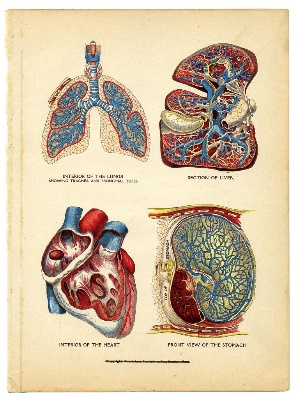 INTERIOR OF THE LUNGS
SHOWING TRACHEA AND BRONCHIAL TUBES
SECTION OF LIVER
INTERIOR OF THE HEART
FRONT VIEW OF THE STOMACH